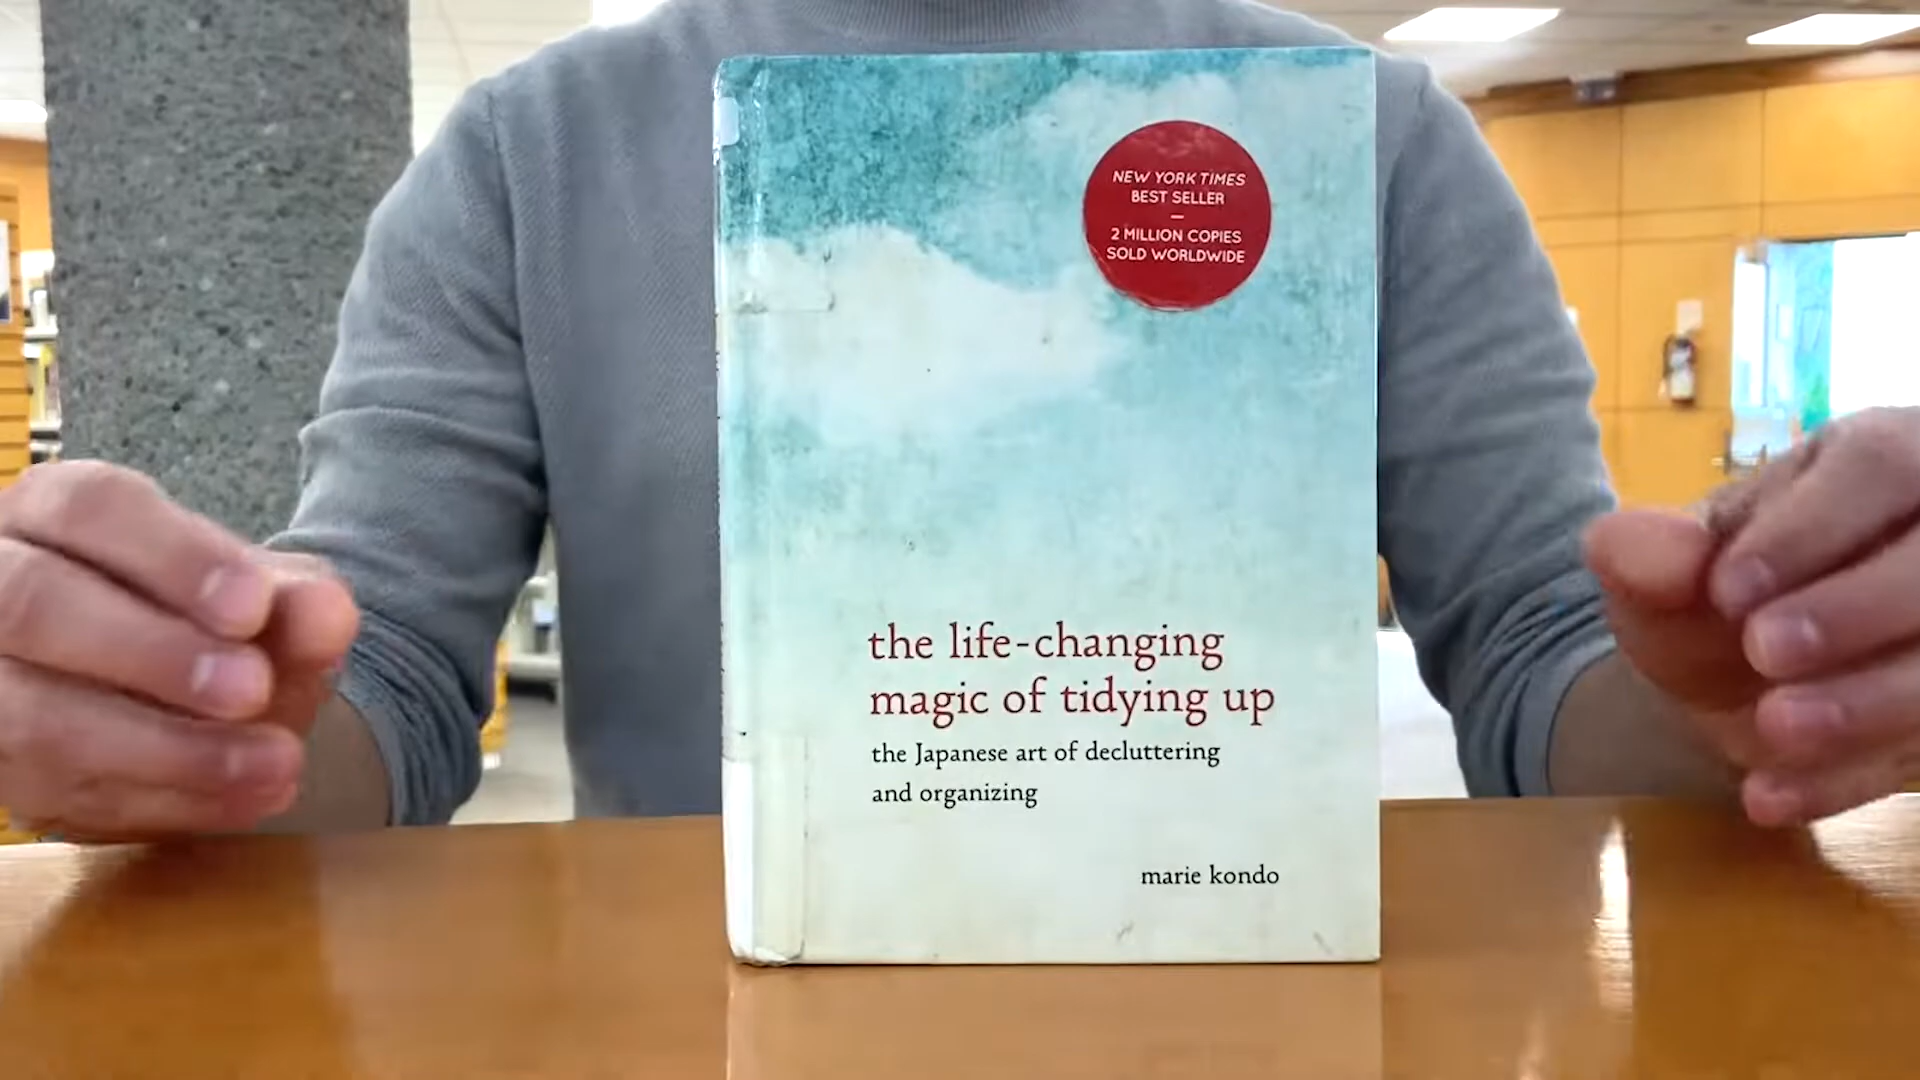 NEW YORK TIMES
BEST SELLER
—
2 MILLION COPIES
SOLD WORLDWIDE
the life-changing
magic of tidying up
the Japanese art of decluttering
and organizing
marie kondo